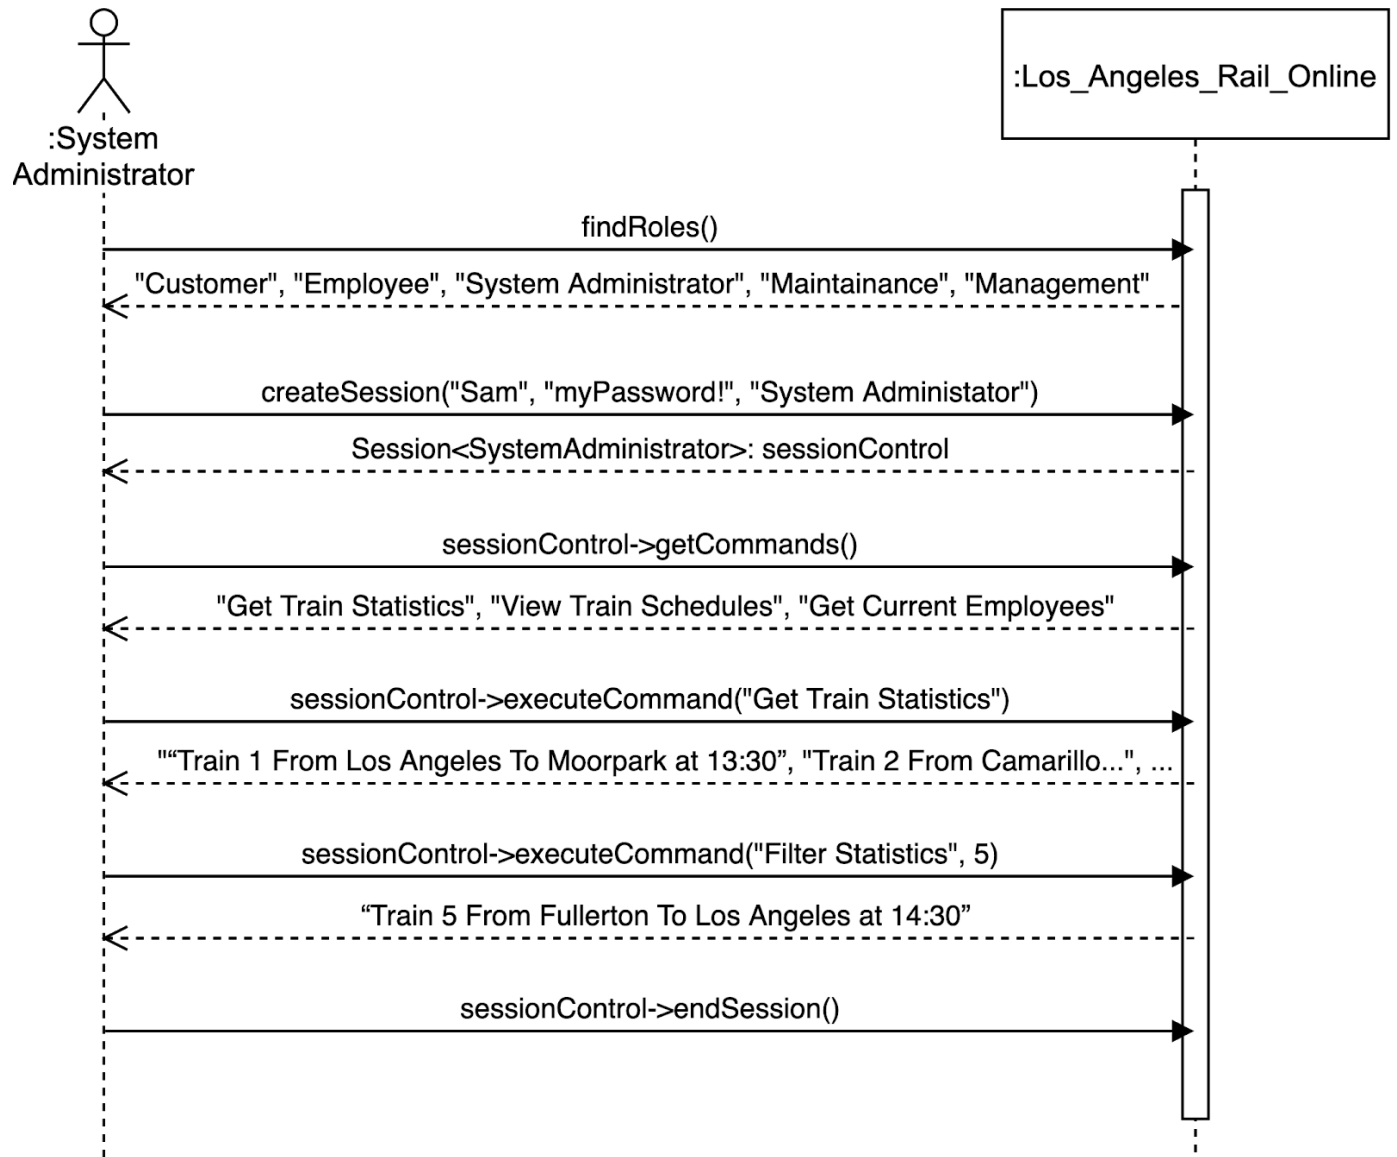 :System
Administrator
:Los_Angeles_Rail_Online
findRoles()
"Customer", "Employee", "System Administrator", "Maintainance", "Management"
createSession("Sam", "myPassword!", "System Administator")
Session<SystemAdministrator>: sessionControl
sessionControl->getCommands()
"Get Train Statistics", "View Train Schedules", "Get Current Employees"
sessionControl->executeCommand("Get Train Statistics")
"“Train 1 From Los Angeles To Moorpark at 13:30”, "Train 2 From Camarillo...", ...
sessionControl->executeCommand("Filter Statistics", 5)
“Train 5 From Fullerton To Los Angeles at 14:30”
sessionControl->endSession()